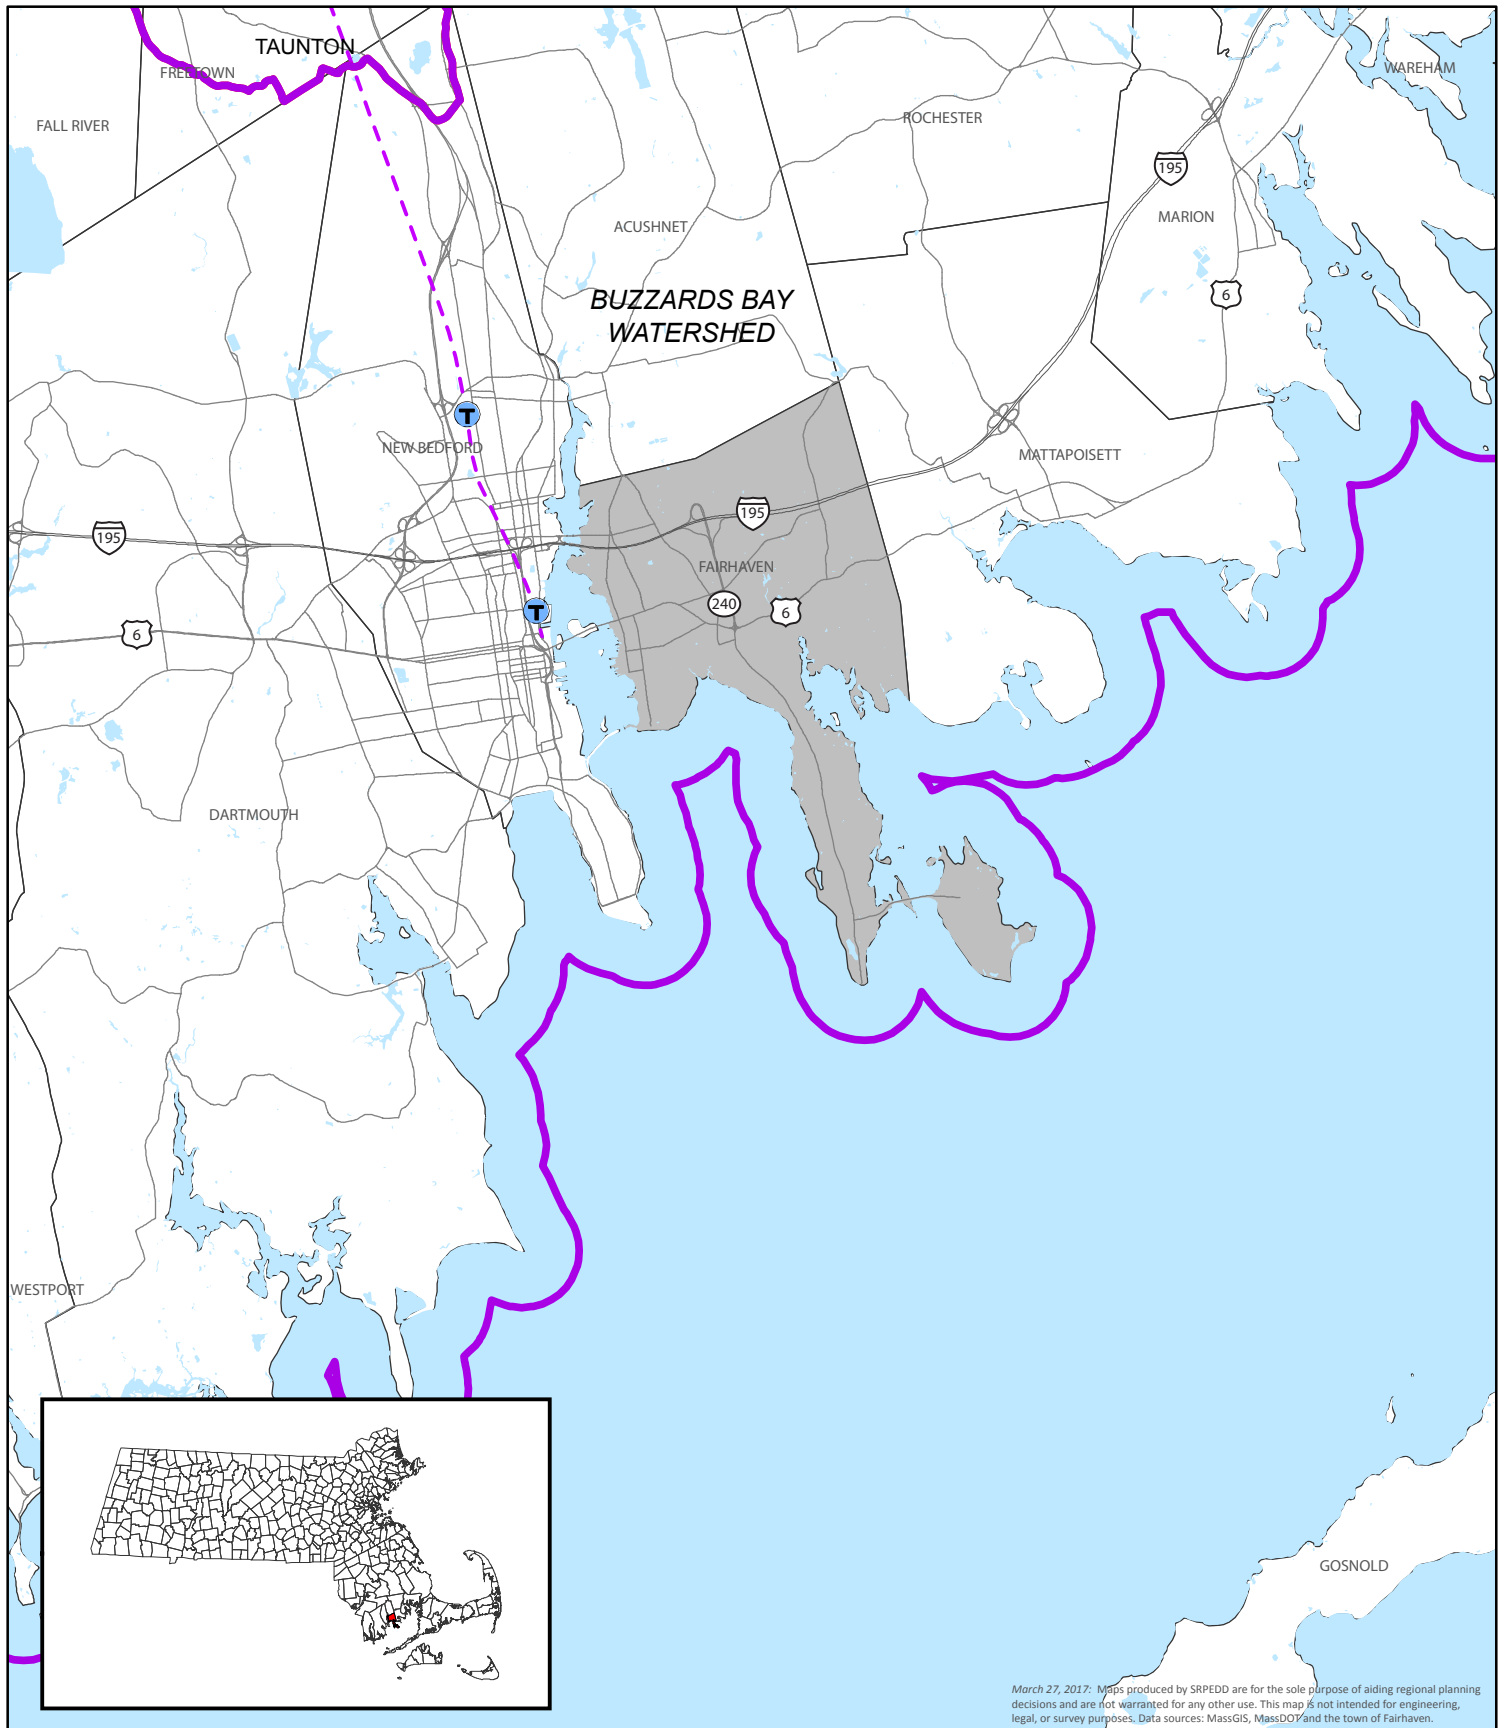 TAUNTON
FREETOWN
WAREHAM
FALL RIVER
ROCHESTER
195
MARION
ACUSHNET
6
BUZZARDS BAY
WATERSHED
T
NEW BEDFORD
MATTAPOISETT
195
195
FAIRHAVEN
240
6
T
6
DARTMOUTH
WESTPORT
GOSNOLD
March 27, 2017: Maps produced by SRPEDD are for the sole purpose of aiding regional planning
decisions and are not warranted for any other use. This map is not intended for engineering,
legal, or survey purposes. Data sources: MassGIS, MassDOT and the town of Fairhaven.